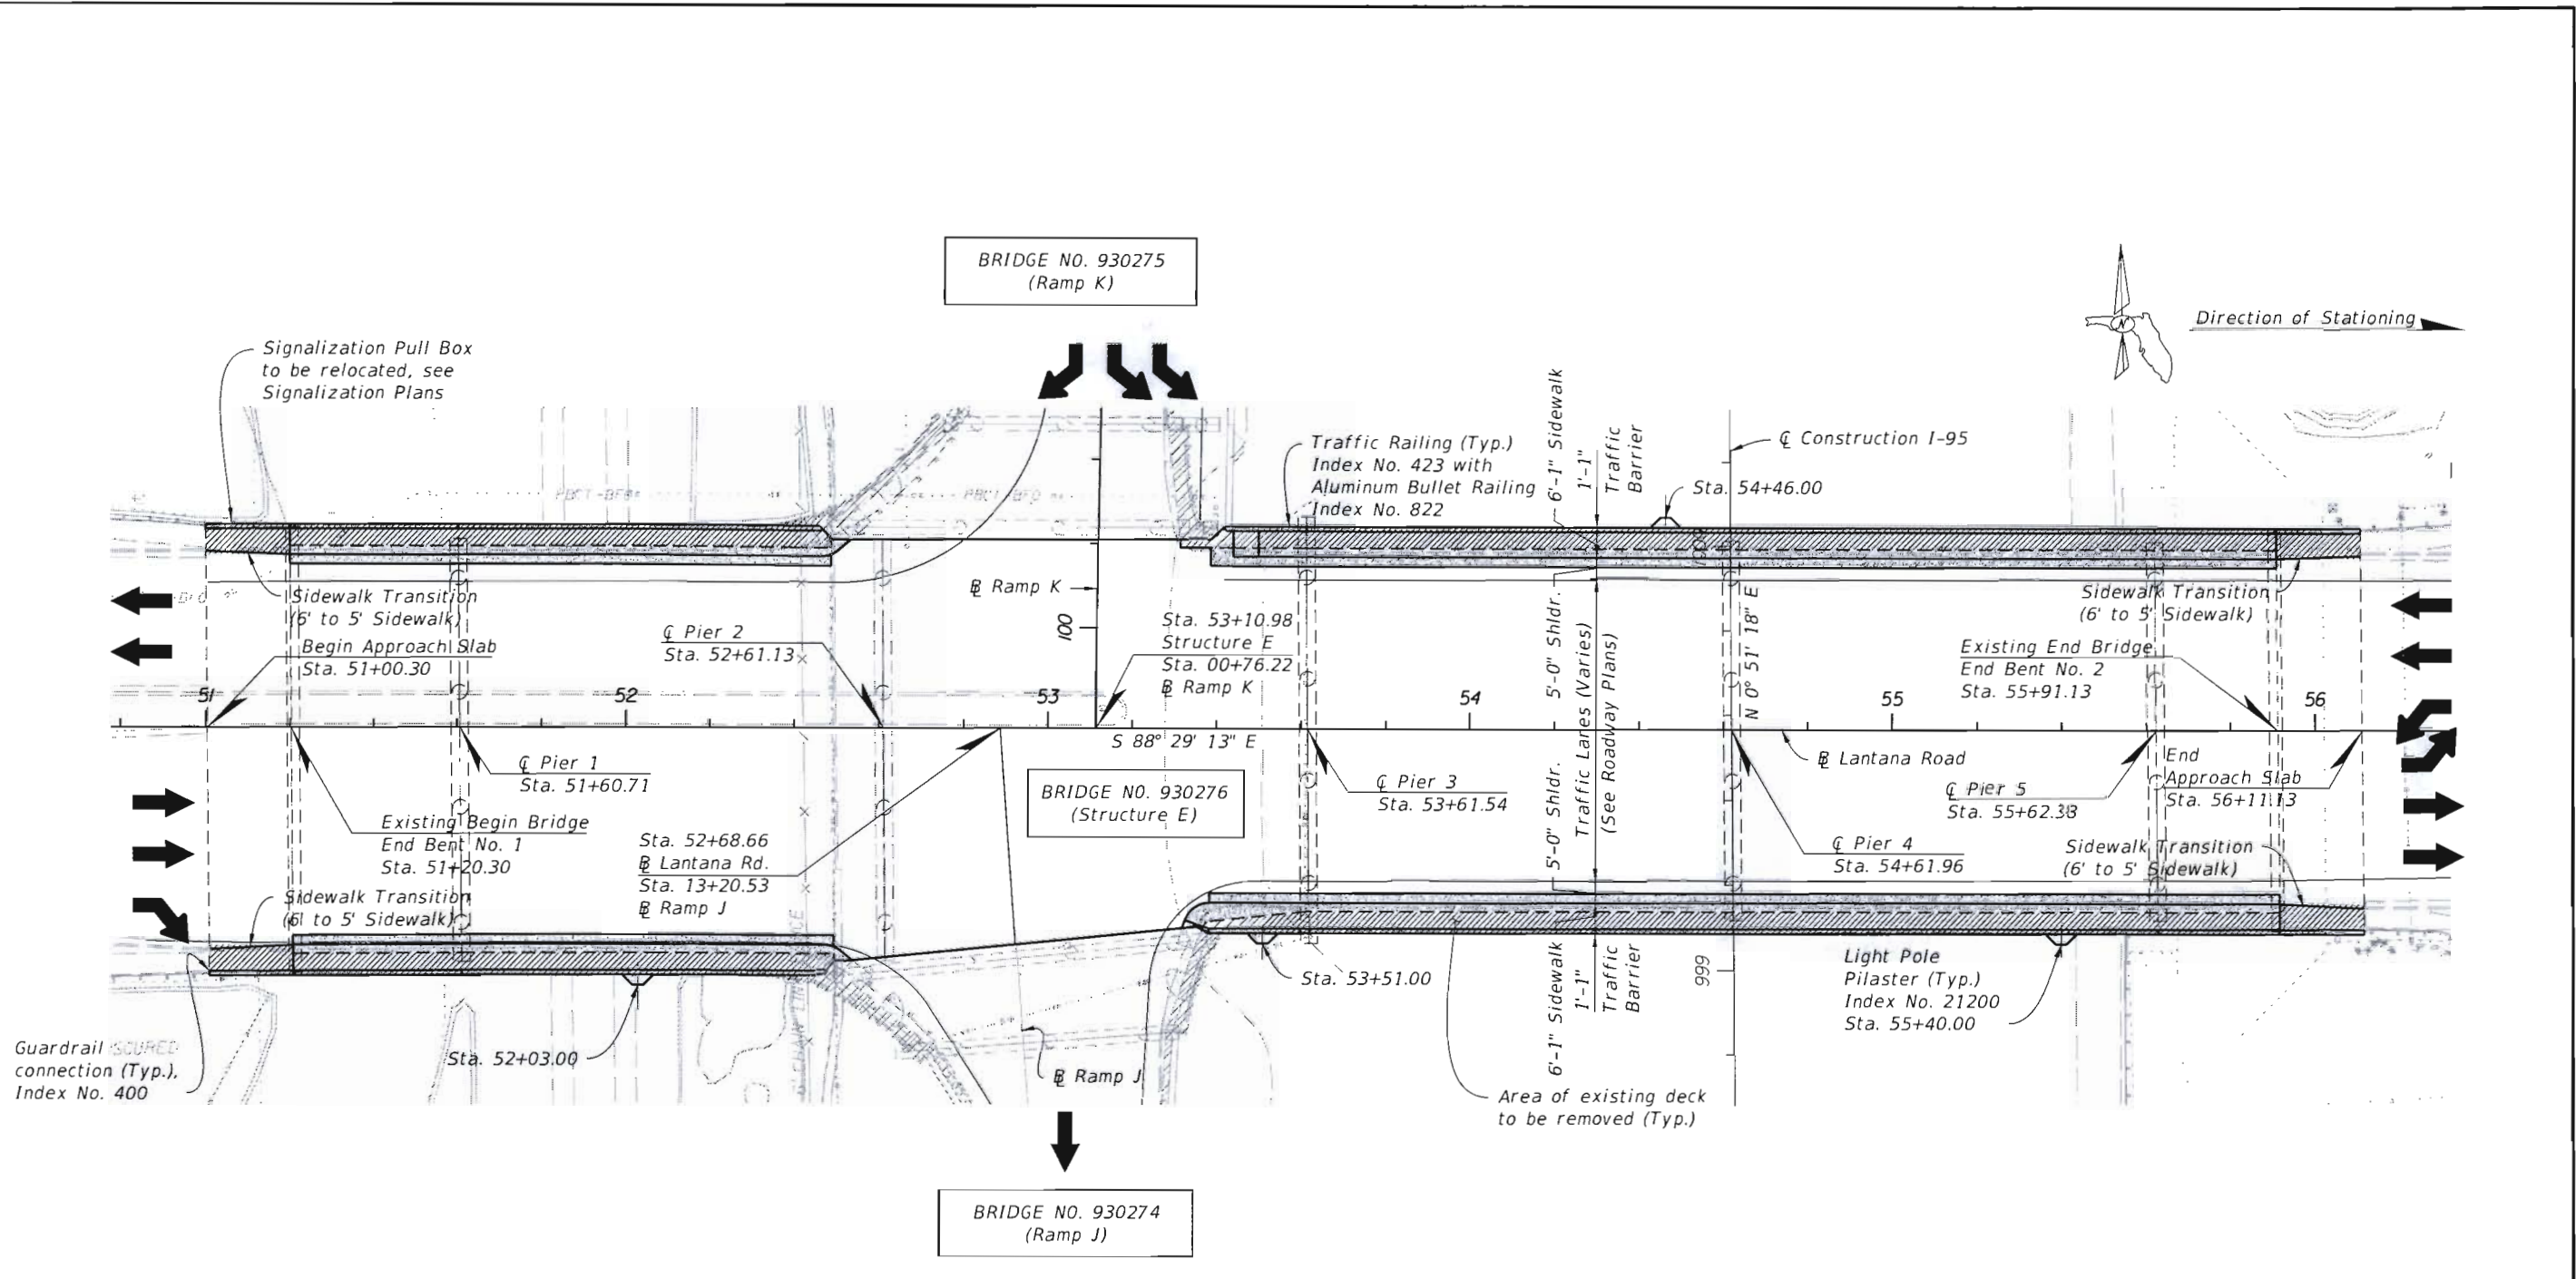 BRIDGE NO. 930275
(Ramp K)
Direction of Stationing
N
Signalization Pull Box
to be relocated, see
Signalization Plans
Traffic Railing (Typ.)
Index No. 423 with
Aluminum Bullet Railing
Index No. 822
6'-1" Sidewalk
1'-1"
Traffic
Barrier
℄ Construction I-95
Sta. 54+46.00
Sidewalk Transition
(6' to 5' Sidewalk)
Begin Approach Slab
Sta. 51+00.30
℄ Pier 2
Sta. 52+61.13
℔ Ramp K
100
Sta. 53+10.98
Structure E
Sta. 00+76.22
℔ Ramp K
5'-0" Shldr.
Traffic Lanes (Varies)
(See Roadway Plans)
5'-0" Shldr.
N 0° 51' 18" E
Sidewalk Transition
(6' to 5' Sidewalk)
Existing End Bridge
End Bent No. 2
Sta. 55+91.13
51
52
53
54
55
56
S 88° 29' 13" E
℄ Pier 1
Sta. 51+60.71
Existing Begin Bridge
End Bent No. 1
Sta. 51+20.30
BRIDGE NO. 930276
(Structure E)
℄ Pier 3
Sta. 53+61.54
℔ Lantana Road
℄ Pier 5
Sta. 55+62.38
End
Approach Slab
Sta. 56+11.13
Sta. 52+68.66
℔ Lantana Rd.
Sta. 13+20.53
℔ Ramp J
℄ Pier 4
Sta. 54+61.96
Sidewalk Transition
(6' to 5' Sidewalk)
Sidewalk Transition
(6' to 5' Sidewalk)
6'-1" Sidewalk
1'-1"
Traffic
Barrier
999
Sta. 53+51.00
Light Pole
Pilaster (Typ.)
Index No. 21200
Sta. 55+40.00
Guardrail
connection (Typ.),
Index No. 400
Sta. 52+03.00
℔ Ramp J
Area of existing deck
to be removed (Typ.)
BRIDGE NO. 930274
(Ramp J)